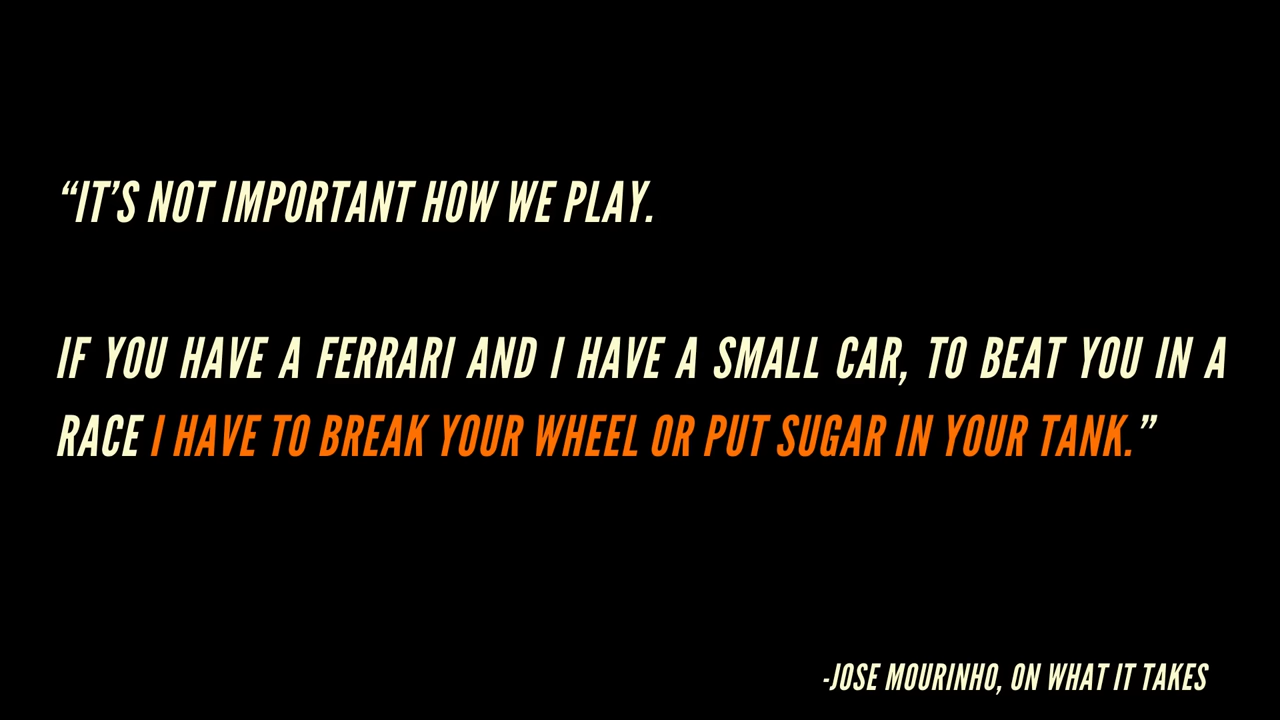 “IT’S NOT IMPORTANT HOW WE PLAY.
IF YOU HAVE A FERRARI AND I HAVE A SMALL CAR, TO BEAT YOU IN A
RACE I HAVE TO BREAK YOUR WHEEL OR PUT SUGAR IN YOUR TANK.”
-JOSE MOURINHO, ON WHAT IT TAKES